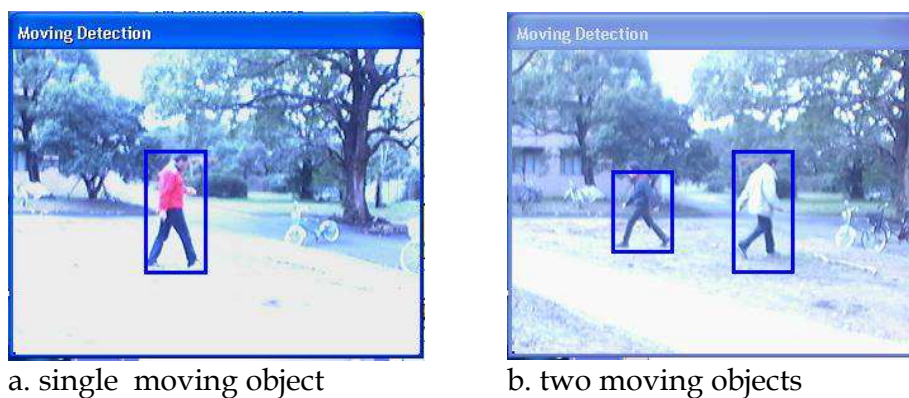 Moving Detection
Moving Detection
a. single moving object
b. two moving objects